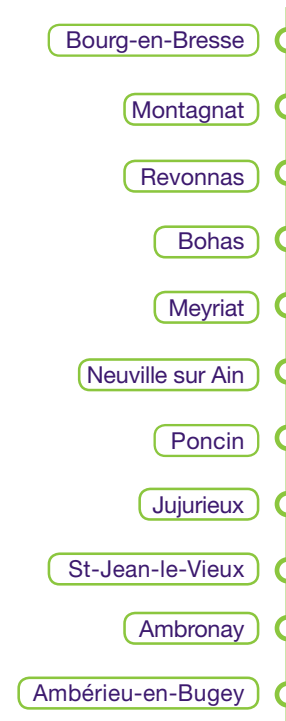 Bourg-en-Bresse
Montagnat
Revonnas
Bohas
Meyriat
Neuville sur Ain
Poncin
Jujurieux
St-Jean-le-Vieux
Ambronay
Ambérieu-en-Bugey